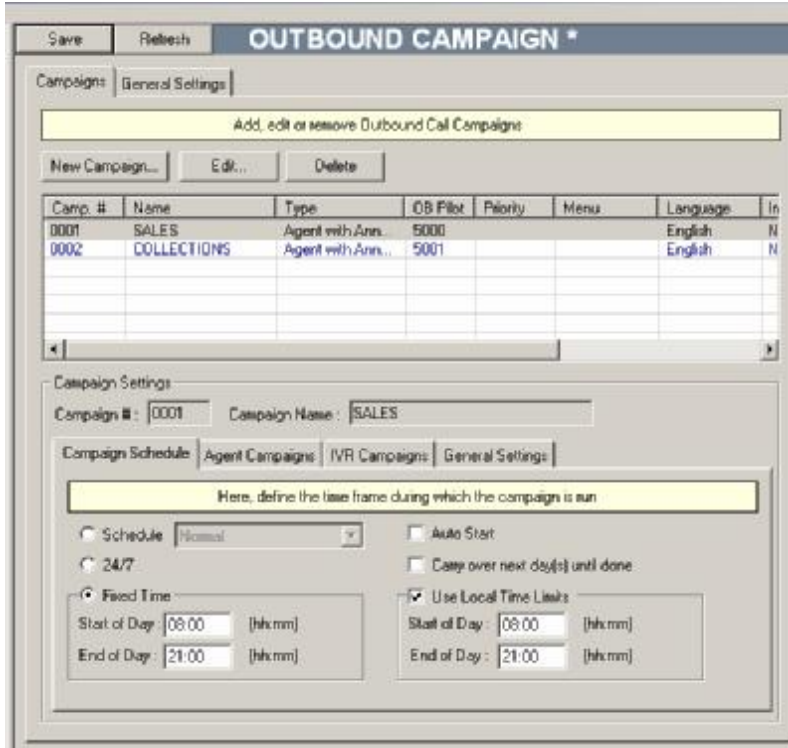 Save Refresh OUTBOUND CAMPAIGN *
Campaigns General Settings
Add, edit or remove Outbound Call Campaigns
New Campaign... Edit... Delete
Camp. # Name Type OB Pilot Priority Menu Language In
0001 SALES Agent with Ann... 5000 English N
0002 COLLECTIONS Agent with Ann... 5001 English N
Campaign Settings
Campaign # : 0001 Campaign Name : SALES
Campaign Schedule Agent Campaigns IVR Campaigns General Settings
Here, define the time frame during which the campaign is run
Schedule Normal Auto Start
24/7 Carry over next day(s) until done
Fixed Time Use Local Time Limits
Start of Day : 08:00 [hh:mm] Start of Day : 08:00 [hh:mm]
End of Day : 21:00 [hh:mm] End of Day : 21:00 [hh:mm]